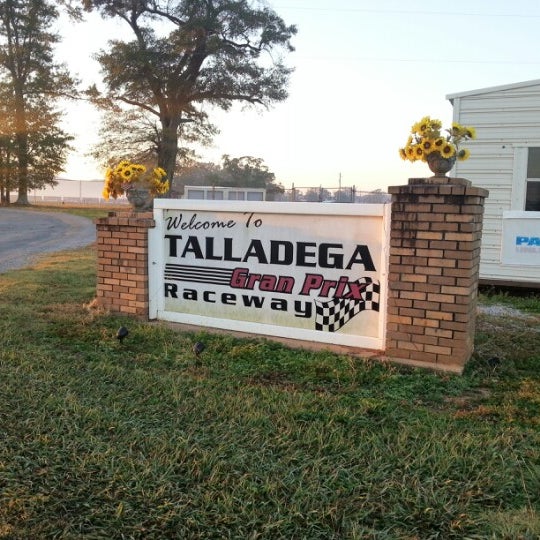 Welcome To
TALLADEGA
Gran Prix
Raceway